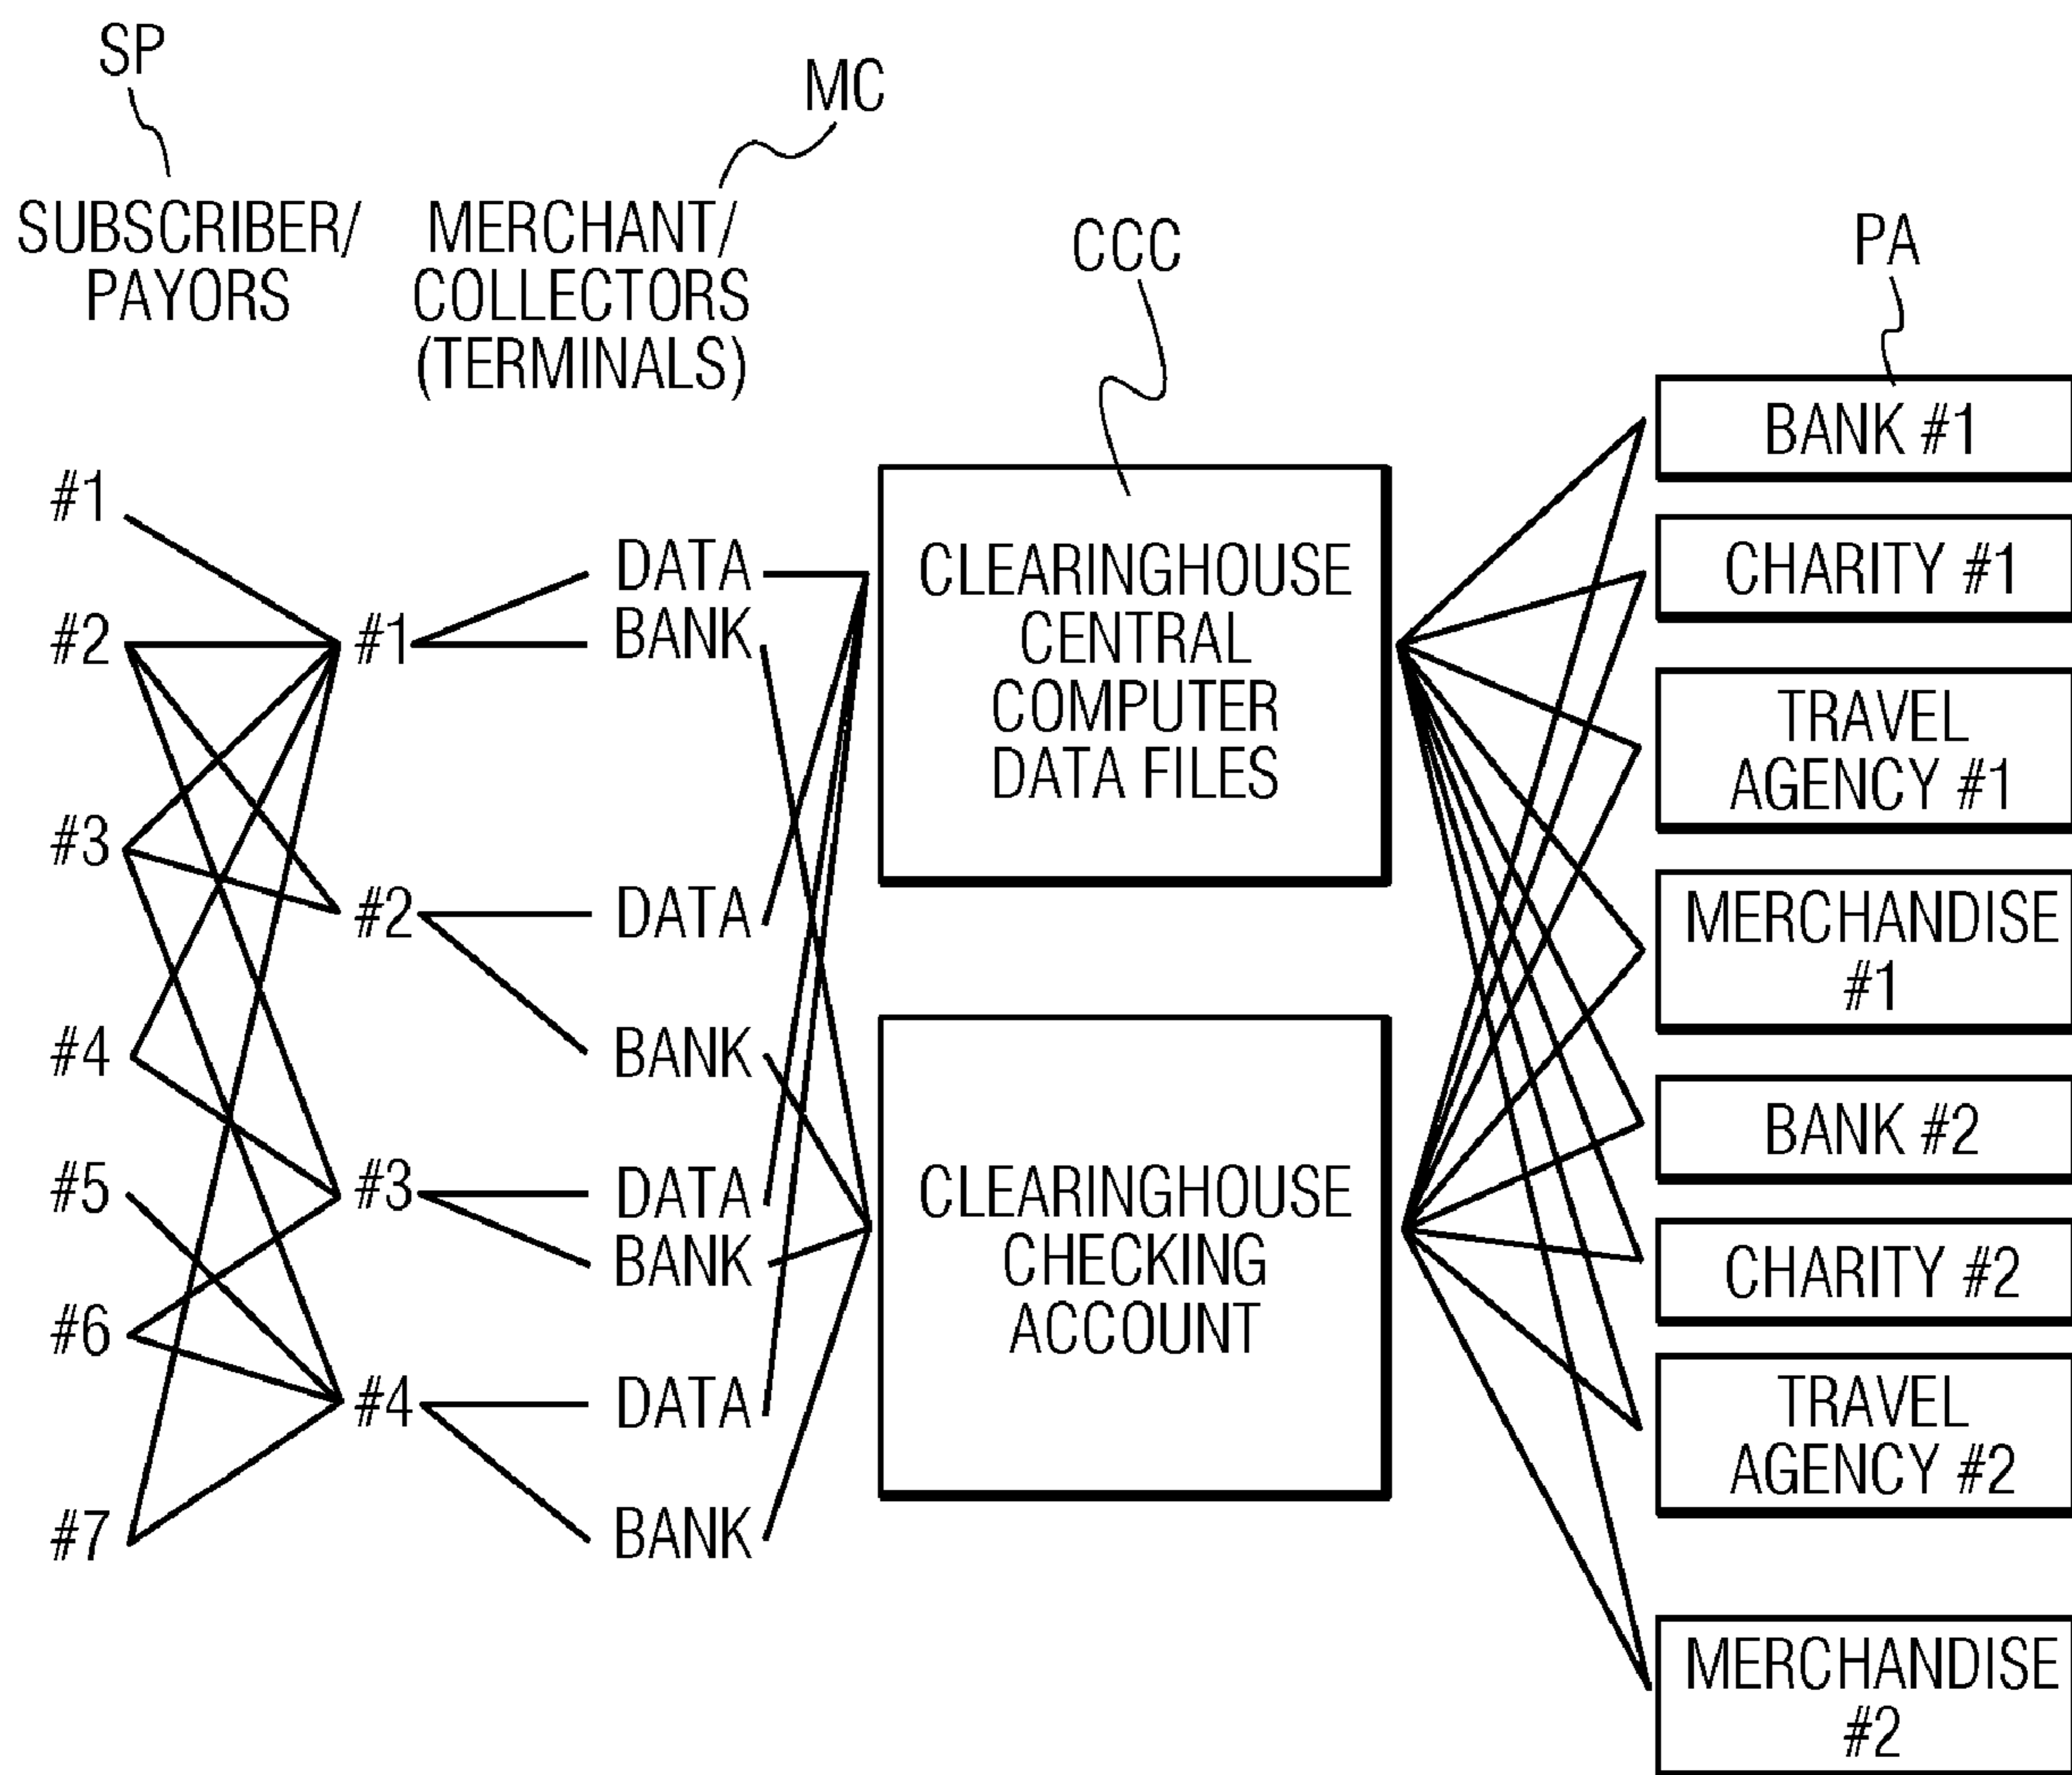 SP
MC
SUBSCRIBER/
PAYORS
MERCHANT/
COLLECTORS
(TERMINALS)
CCC
PA
#1
#2
#3
#4
#5
#6
#7
#1
#2
#3
#4
DATA
BANK
DATA
BANK
DATA
BANK
DATA
BANK
CLEARINGHOUSE
CENTRAL
COMPUTER
DATA FILES
CLEARINGHOUSE
CHECKING
ACCOUNT
BANK #1
CHARITY #1
TRAVEL
AGENCY #1
MERCHANDISE
#1
BANK #2
CHARITY #2
TRAVEL
AGENCY #2
MERCHANDISE
#2